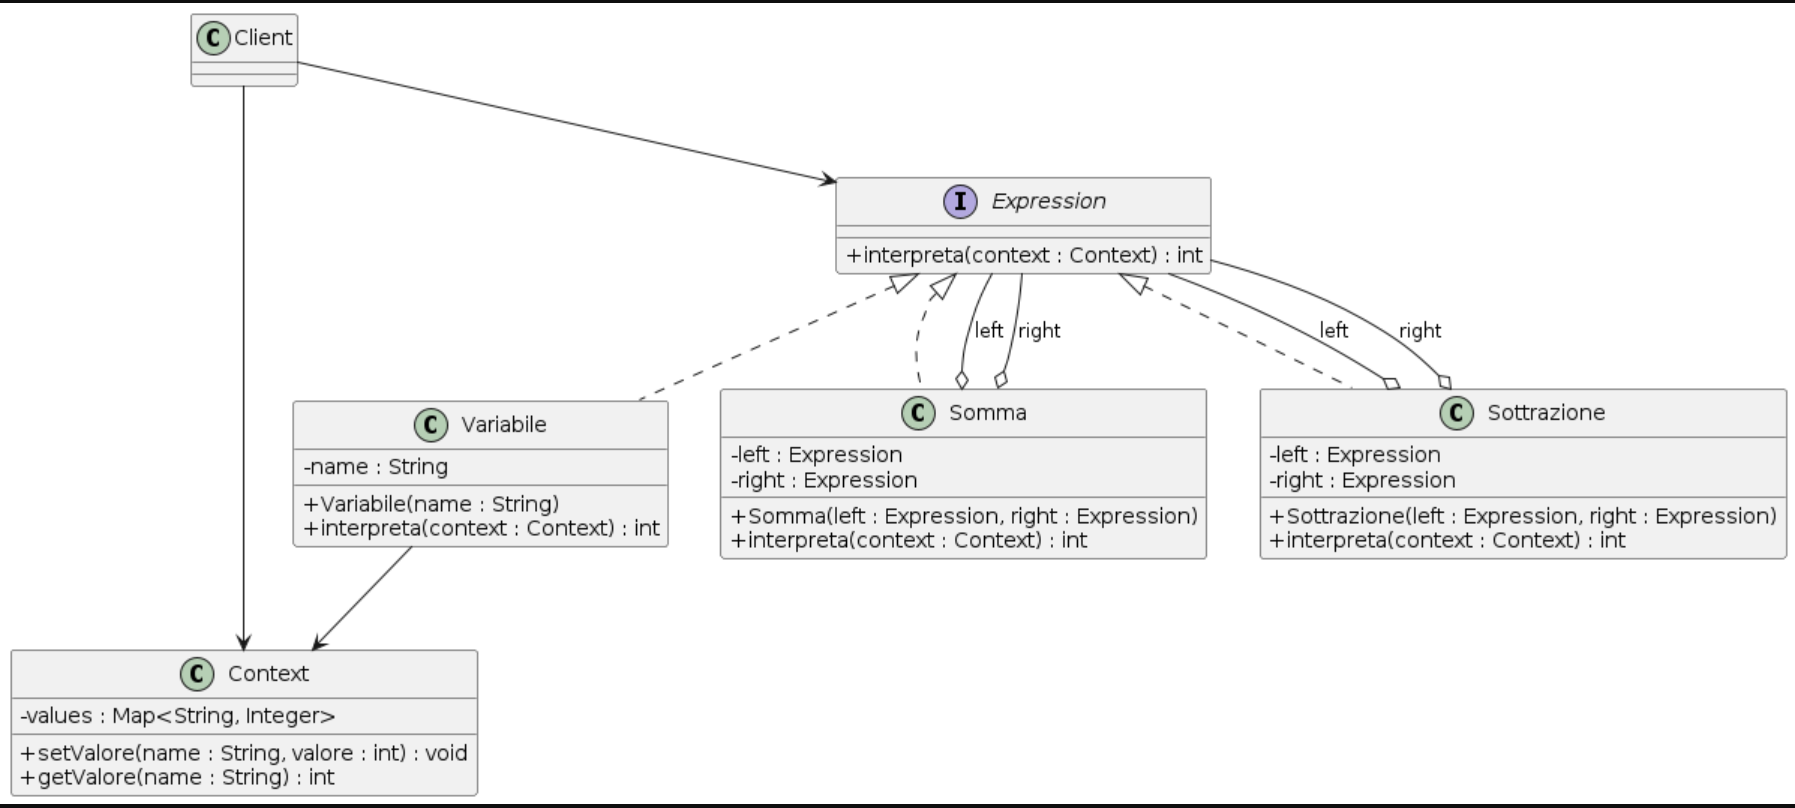 C Client
I Expression
+interpreta(context : Context) : int
left
right
left
right
C Variabile
-name : String
+Variabile(name : String)
+interpreta(context : Context) : int
C Somma
-left : Expression
-right : Expression
+Somma(left : Expression, right : Expression)
+interpreta(context : Context) : int
C Sottrazione
-left : Expression
-right : Expression
+Sottrazione(left : Expression, right : Expression)
+interpreta(context : Context) : int
C Context
-values : Map<String, Integer>
+setValore(name : String, valore : int) : void
+getValore(name : String) : int